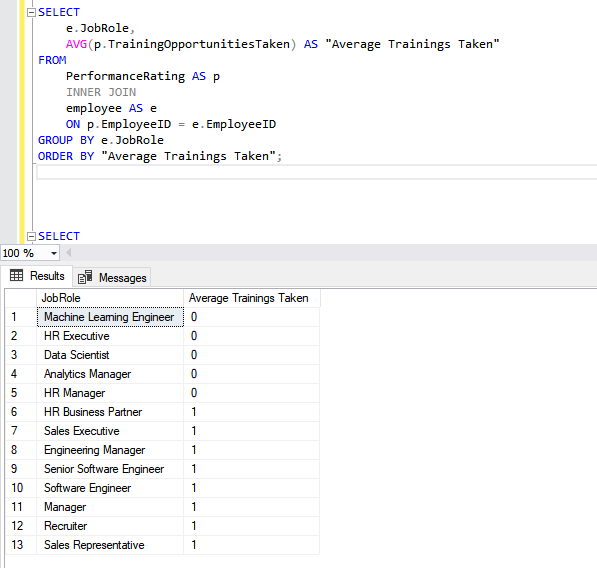 SELECT
e.JobRole,
AVG(p.TrainingOpportunitiesTaken) AS "Average Trainings Taken"
FROM
PerformanceRating AS p
INNER JOIN
employee AS e
ON p.EmployeeID = e.EmployeeID
GROUP BY e.JobRole
ORDER BY "Average Trainings Taken";
SELECT
100 %
Results Messages
JobRole Average Trainings Taken
1 Machine Learning Engineer 0
2 HR Executive 0
3 Data Scientist 0
4 Analytics Manager 0
5 HR Manager 0
6 HR Business Partner 1
7 Sales Executive 1
8 Engineering Manager 1
9 Senior Software Engineer 1
10 Software Engineer 1
11 Manager 1
12 Recruiter 1
13 Sales Representative 1